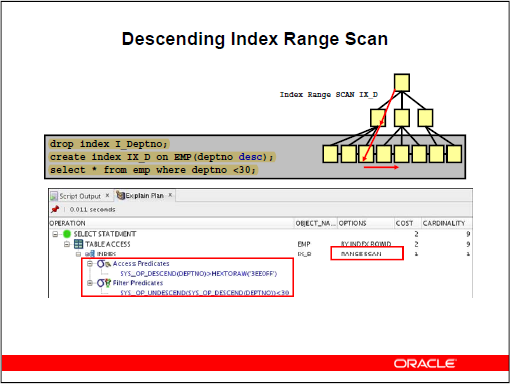 Descending Index Range Scan
Index Range SCAN IX_D
drop index I_Deptno;
create index IX_D on EMP(deptno desc);
select * from emp where deptno <30;
Script Output × Explain Plan ×
0.011 seconds
OPERATION OBJECT_NA... OPTIONS COST CARDINALITY
SELECT STATEMENT 2 9
TABLE ACCESS EMP BY INDEX ROWID 2 9
INDEX IX_D RANGE SCAN 1 1
Access Predicates
SYS_OP_DESCEND(DEPTNO)>HEXTORAW('3EE0FF')
Filter Predicates
SYS_OP_UNDESCEND(SYS_OP_DESCEND(DEPTNO))<30
ORACLE